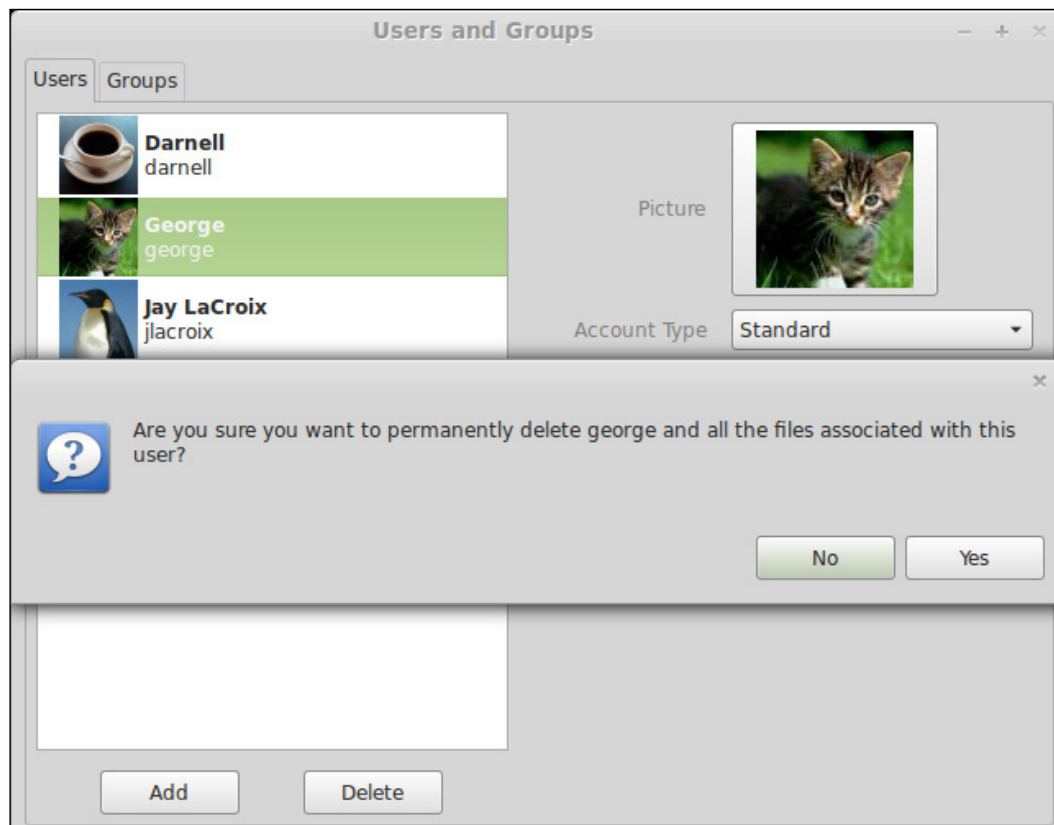 Users and Groups
Users
Groups
Darnell
darnell
George
george
Jay LaCroix
jlacroix
Picture
Account Type
Standard
Are you sure you want to permanently delete george and all the files associated with this
user?
No
Yes
Add
Delete